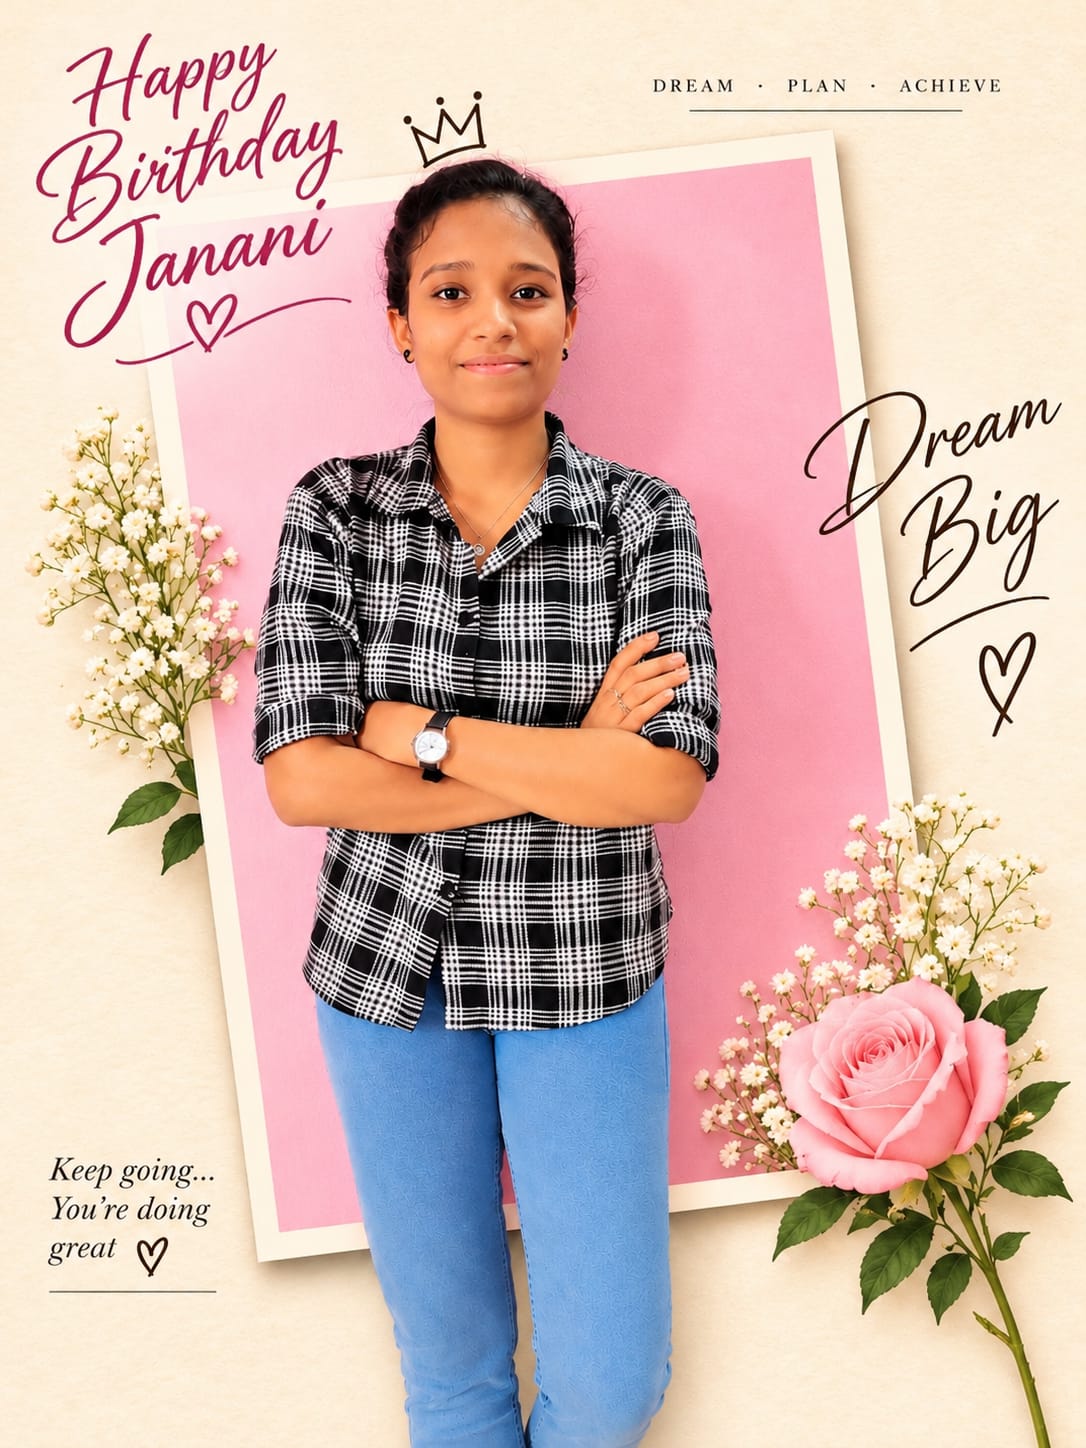 Happy
Birthday
Janani
DREAM · PLAN · ACHIEVE
Dream
Big
Keep going...
You’re doing
great